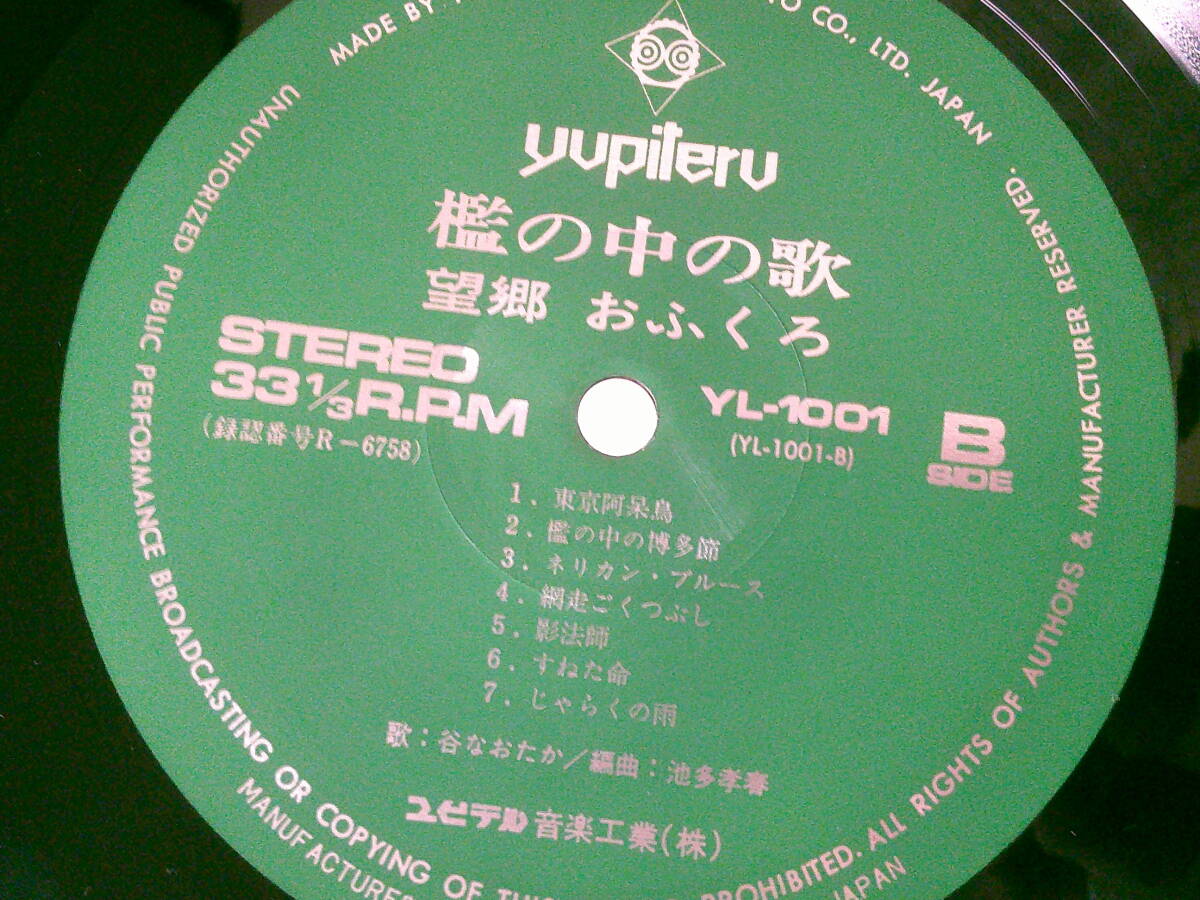 MADE BY
TO CO., LTD. JAPAN
yupiteru
檻の中の歌
望郷 おふくろ
STEREO
33 1/3 R.P.M
(録認番号R-6758)
YL-1001
(YL-1001-B)
B
SIDE
1. 東京阿呆鳥
2. 檻の中の博多節
3. ネリカン・ブルース
4. 網走ごくつぶし
5. 影法師
6. すねた命
7. じゃらくの雨
歌:谷なおたか/編曲:池多孝春
ユピテル音楽工業(株)
UNAUTHORIZED PUBLIC PERFORMANCE BROADCASTING OR COPYING OF PROHIBITED. ALL RIGHTS OF AUTHORS & MANUFACTURER RESERVED.
MANUFACTURER
JAPAN